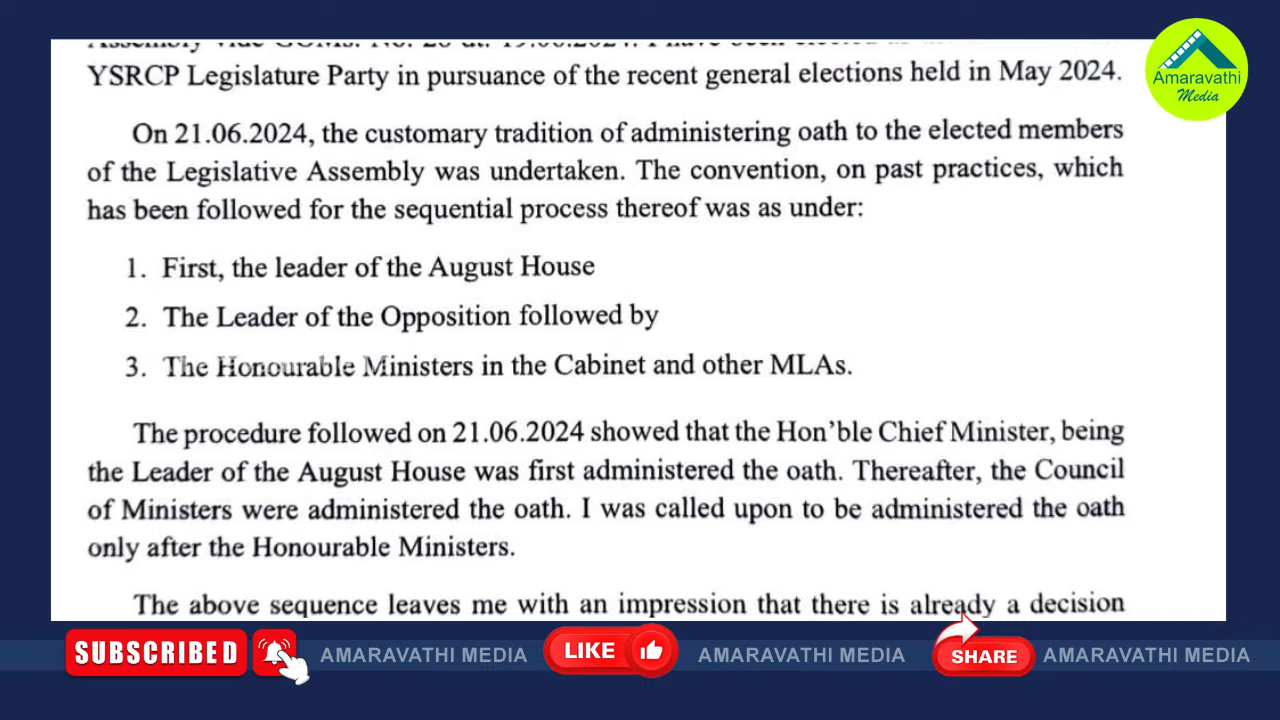 YSRCP Legislature Party in pursuance of the recent general elections held in May 2024.
On 21.06.2024, the customary tradition of administering oath to the elected members
of the Legislative Assembly was undertaken. The convention, on past practices, which
has been followed for the sequential process thereof was as under:
1. First, the leader of the August House
2. The Leader of the Opposition followed by
3. The Honourable Ministers in the Cabinet and other MLAs.
The procedure followed on 21.06.2024 showed that the Hon’ble Chief Minister, being
the Leader of the August House was first administered the oath. Thereafter, the Council
of Ministers were administered the oath. I was called upon to be administered the oath
only after the Honourable Ministers.
The above sequence leaves me with an impression that there is already a decision
Amaravathi
Media
SUBSCRIBED
AMARAVATHI MEDIA
LIKE
AMARAVATHI MEDIA
SHARE
AMARAVATHI MEDIA